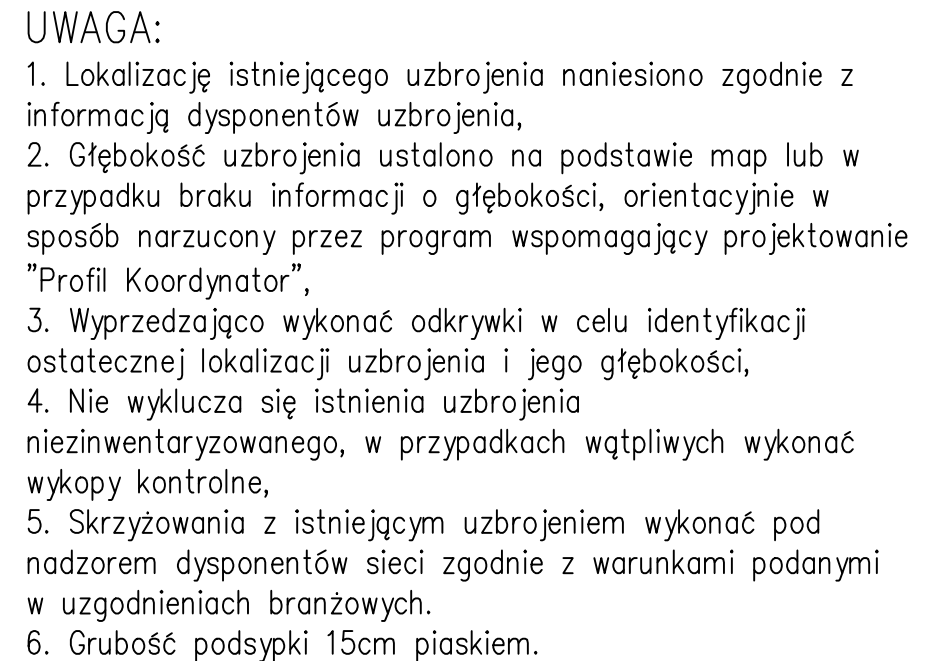 UWAGA:
1. Lokalizację istniejącego uzbrojenia naniesiono zgodnie z
informacją dysponentów uzbrojenia,
2. Głębokość uzbrojenia ustalono na podstawie map lub w
przypadku braku informacji o głębokości, orientacyjnie w
sposób narzucony przez program wspomagający projektowanie
"Profil Koordynator",
3. Wyprzedzająco wykonać odkrywki w celu identyfikacji
ostatecznej lokalizacji uzbrojenia i jego głębokości,
4. Nie wyklucza się istnienia uzbrojenia
niezinwentaryzowanego, w przypadkach wątpliwych wykonać
wykopy kontrolne,
5. Skrzyżowania z istniejącym uzbrojeniem wykonać pod
nadzorem dysponentów sieci zgodnie z warunkami podanymi
w uzgodnieniach branżowych.
6. Grubość podsypki 15cm piaskiem.